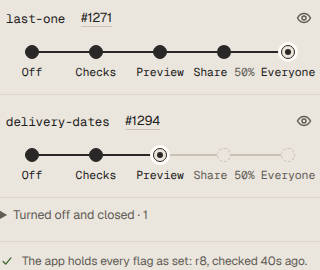 last-one #1271
Off Checks Preview Share 50% Everyone
delivery-dates #1294
Off Checks Preview Share 50% Everyone
Turned off and closed · 1
The app holds every flag as set: r8, checked 40s ago.